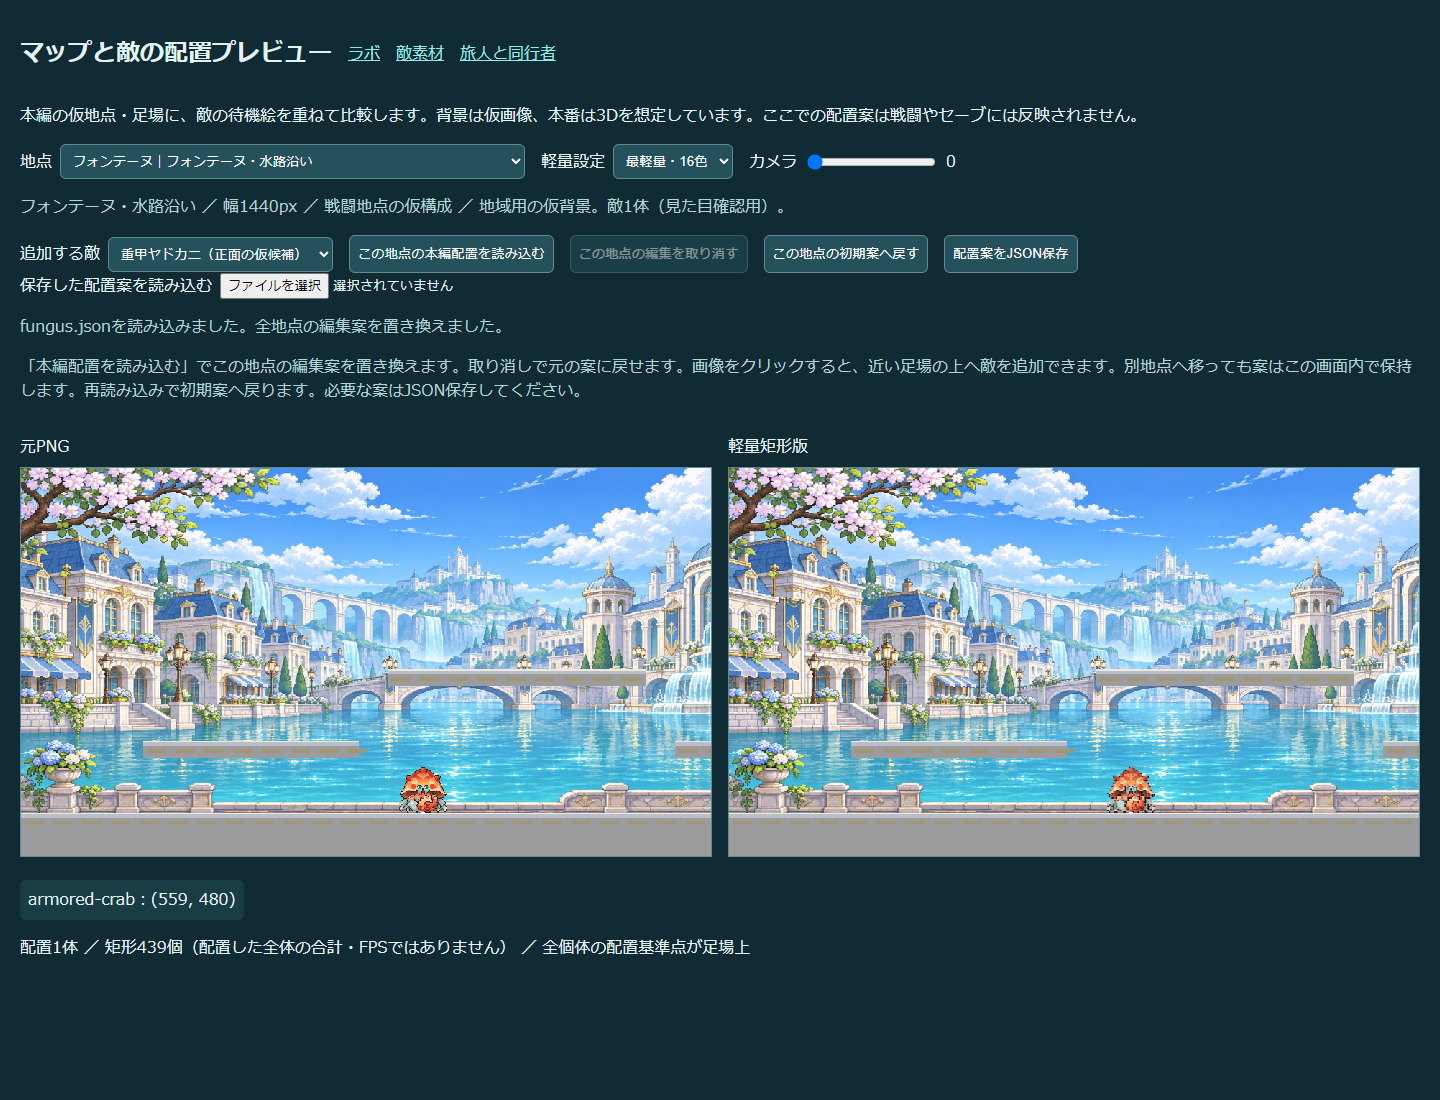 マップと敵の配置プレビュー ラボ 敵素材 旅人と同行者
本編の仮地点・足場に、敵の待機絵を重ねて比較します。背景は仮画像、本番は3Dを想定しています。ここでの配置案は戦闘やセーブには反映されません。
地点 フォンテーヌ | フォンテーヌ・水路沿い 軽量設定 最軽量・16色 カメラ 0
フォンテーヌ・水路沿い ／ 幅1440px ／ 戦闘地点の仮構成 ／ 地域用の仮背景。敵1体（見た目確認用）。
追加する敵 重甲ヤドカニ（正面の仮候補） この地点の本編配置を読み込む この地点の編集を取り消す この地点の初期案へ戻す 配置案をJSON保存
保存した配置案を読み込む ファイルを選択 選択されていません
fungus.jsonを読み込みました。全地点の編集案を置き換えました。
「本編配置を読み込む」でこの地点の編集案を置き換えます。取り消しで元の案に戻せます。画像をクリックすると、近い足場の上へ敵を追加できます。別地点へ移っても案はこの画面内で保持
します。再読み込みで初期案へ戻ります。必要な案はJSON保存してください。
元PNG 軽量矩形版
armored-crab : (559, 480)
配置1体 ／ 矩形439個（配置した全体の合計・FPSではありません） ／ 全個体の配置基準点が足場上